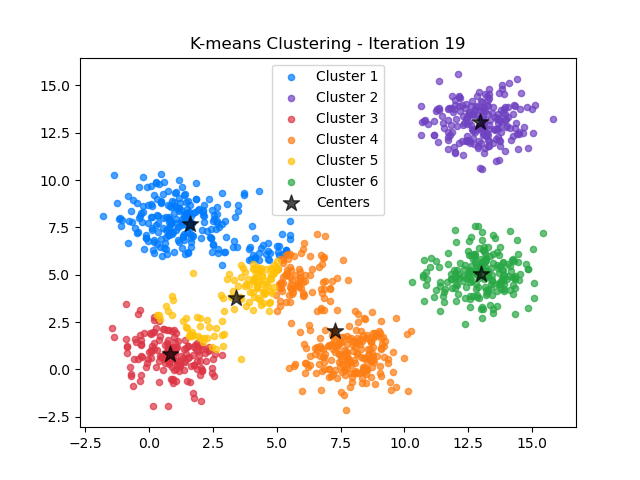 K-means Clustering - Iteration 19
Cluster 1
Cluster 2
Cluster 3
Cluster 4
Cluster 5
Cluster 6
Centers
15.0
12.5
10.0
7.5
5.0
2.5
0.0
−2.5
−2.5 0.0 2.5 5.0 7.5 10.0 12.5 15.0